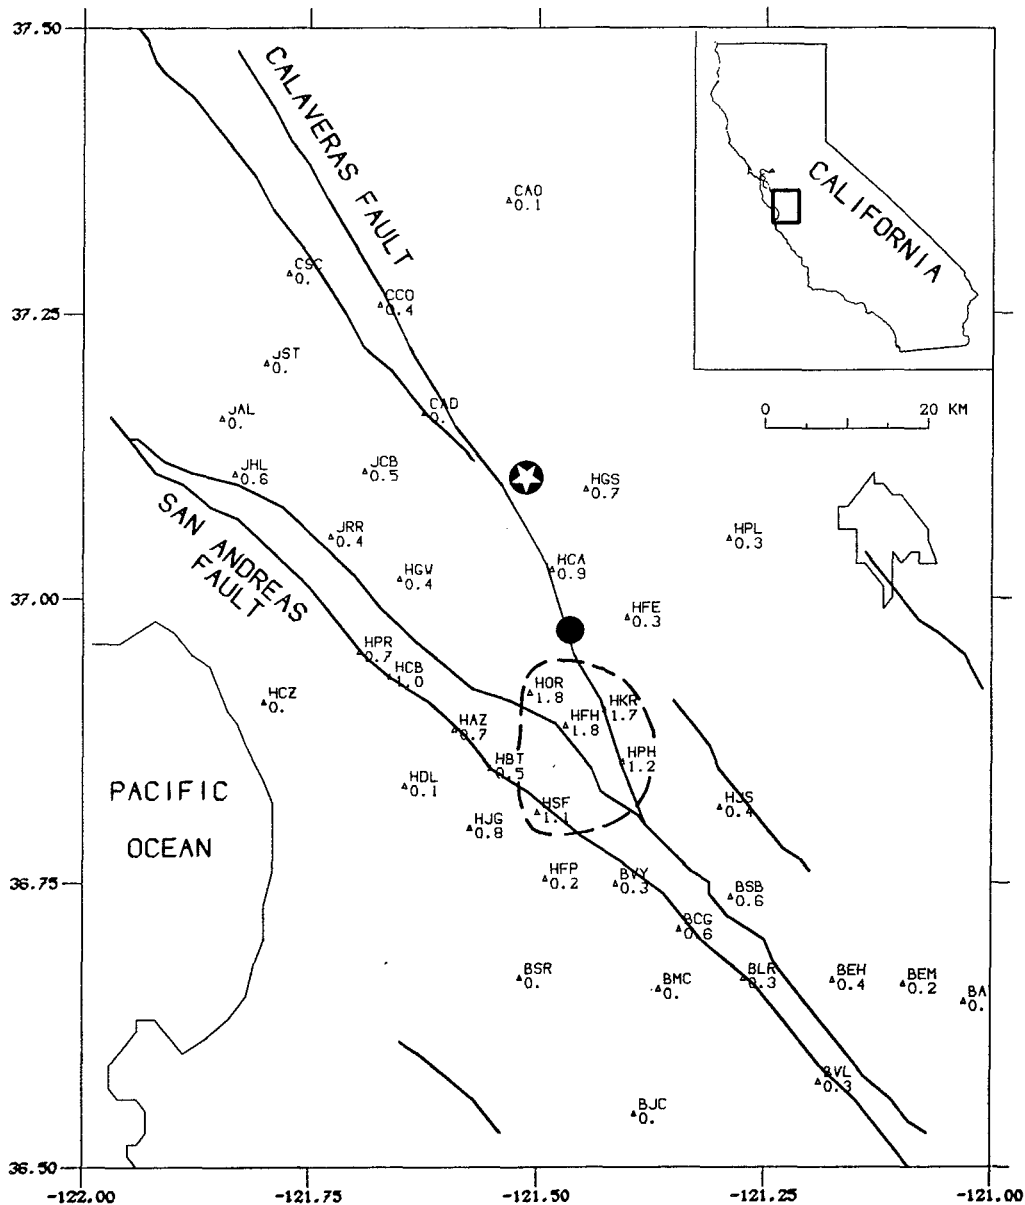 37.50
CALAVERAS FAULT
CALIFORNIA
CAO
0.1
CSC
0.
CCO
0.4
37.25
JST
0.
0 20 KM
JAL
0.
CAD
0.
JHL
0.6
JCB
0.5
HGS
0.7
SAN ANDREAS
FAULT
JRR
0.4
HPL
0.3
HGW
0.4
HCA
0.9
37.00
HFE
0.3
HPR
0.7
HCB
1.0
HCZ
0.
HOR
1.8
HKR
1.7
HFH
1.8
HAZ
0.7
HBT
0.5
HPH
1.2
PACIFIC
OCEAN
HDL
0.1
HSF
1.1
HJS
0.4
HJG
0.8
36.75
HFP
0.2
BVY
0.3
BSB
0.6
BCG
0.6
BSR
0.
BMC
0.
BLR
0.3
BEH
0.4
BEM
0.2
BA
0.
BVL
0.3
BJC
0.
36.50
-122.00 -121.75 -121.50 -121.25 -121.00